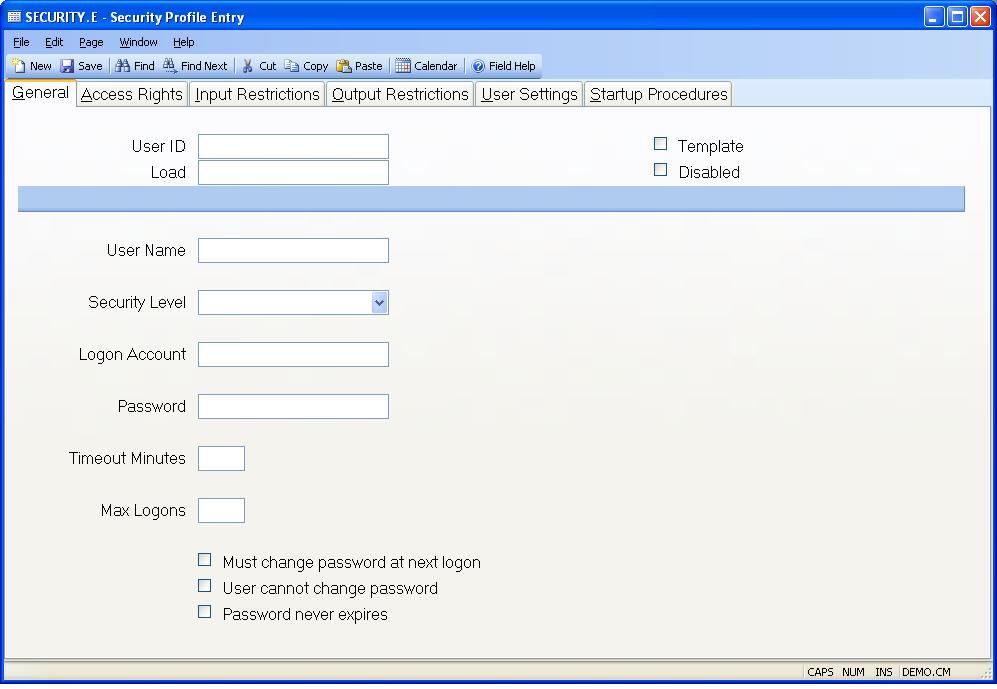 SECURITY.E - Security Profile Entry
File Edit Page Window Help
New Save Find Find Next Cut Copy Paste Calendar Field Help
General Access Rights Input Restrictions Output Restrictions User Settings Startup Procedures
User ID Template
Load Disabled
User Name
Security Level
Logon Account
Password
Timeout Minutes
Max Logons
Must change password at next logon
User cannot change password
Password never expires
CAPS NUM INS DEMO.CM